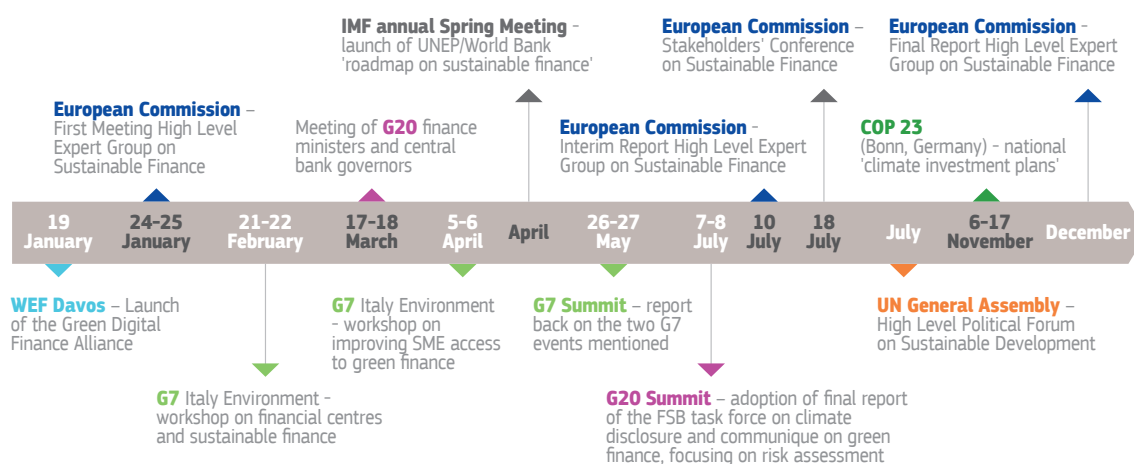 IMF annual Spring Meeting -
launch of UNEP/World Bank
'roadmap on sustainable finance'
European Commission –
Stakeholders' Conference
on Sustainable Finance
European Commission -
Final Report High Level Expert
Group on Sustainable Finance
European Commission –
First Meeting High Level
Expert Group on
Sustainable Finance
Meeting of G20 finance
ministers and central
bank governors
European Commission -
Interim Report High Level Expert
Group on Sustainable Finance
COP 23
(Bonn, Germany) - national
'climate investment plans'
19
January
24-25
January
21-22
February
17-18
March
5-6
April
April
26-27
May
7-8
July
10
July
18
July
July
6-17
November
December
WEF Davos – Launch
of the Green Digital
Finance Alliance
G7 Italy Environment -
workshop on financial centres
and sustainable finance
G7 Italy Environment
- workshop on
improving SME access
to green finance
G7 Summit – report
back on the two G7
events mentioned
G20 Summit – adoption of final report
of the FSB task force on climate
disclosure and communique on green
finance, focusing on risk assessment
UN General Assembly –
High Level Political Forum
on Sustainable Development